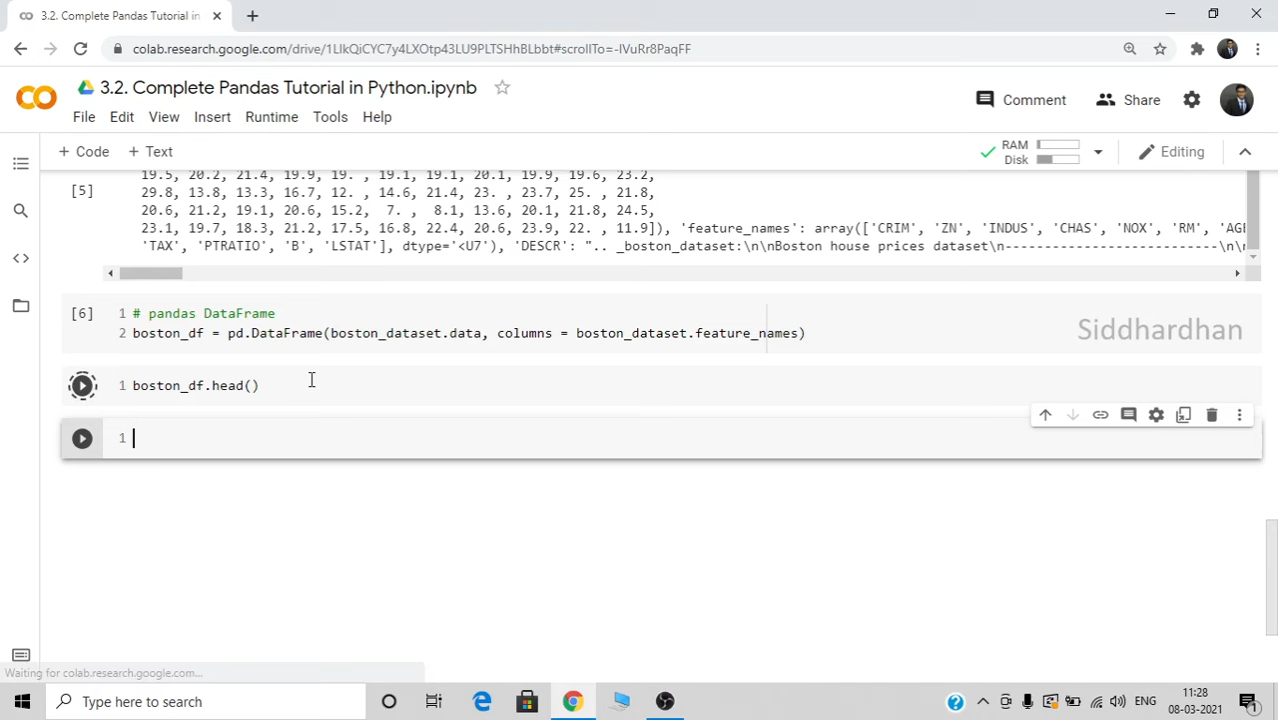 3.2. Complete Pandas Tutorial in
colab.research.google.com/drive/1LIkQiCYC7y4LXOtp43LU9PLTSHhBLbbt#scrollTo=-IVuRr8PaqFF
3.2. Complete Pandas Tutorial in Python.ipynb
Comment
Share
File Edit View Insert Runtime Tools Help
+ Code + Text
RAM
Disk
Editing
19.5, 20.2, 21.4, 19.9, 19. , 19.1, 19.1, 20.1, 19.9, 19.6, 23.2,
[5] 29.8, 13.8, 13.3, 16.7, 12. , 14.6, 21.4, 23. , 23.7, 25. , 21.8,
20.6, 21.2, 19.1, 20.6, 15.2, 7. , 8.1, 13.6, 20.1, 21.8, 24.5,
23.1, 19.7, 18.3, 21.2, 17.5, 16.8, 22.4, 20.6, 23.9, 22. , 11.9]), 'feature_names': array(['CRIM', 'ZN', 'INDUS', 'CHAS', 'NOX', 'RM', 'AGE
'TAX', 'PTRATIO', 'B', 'LSTAT'], dtype='<U7'), 'DESCR': ".. _boston_dataset:\n\nBoston house prices dataset\n---------------------------\n\n
[6] 1 # pandas DataFrame
2 boston_df = pd.DataFrame(boston_dataset.data, columns = boston_dataset.feature_names)
Siddhardhan
1 boston_df.head()
1
Waiting for colab.research.google.com...
Type here to search
ENG
11:28
08-03-2021